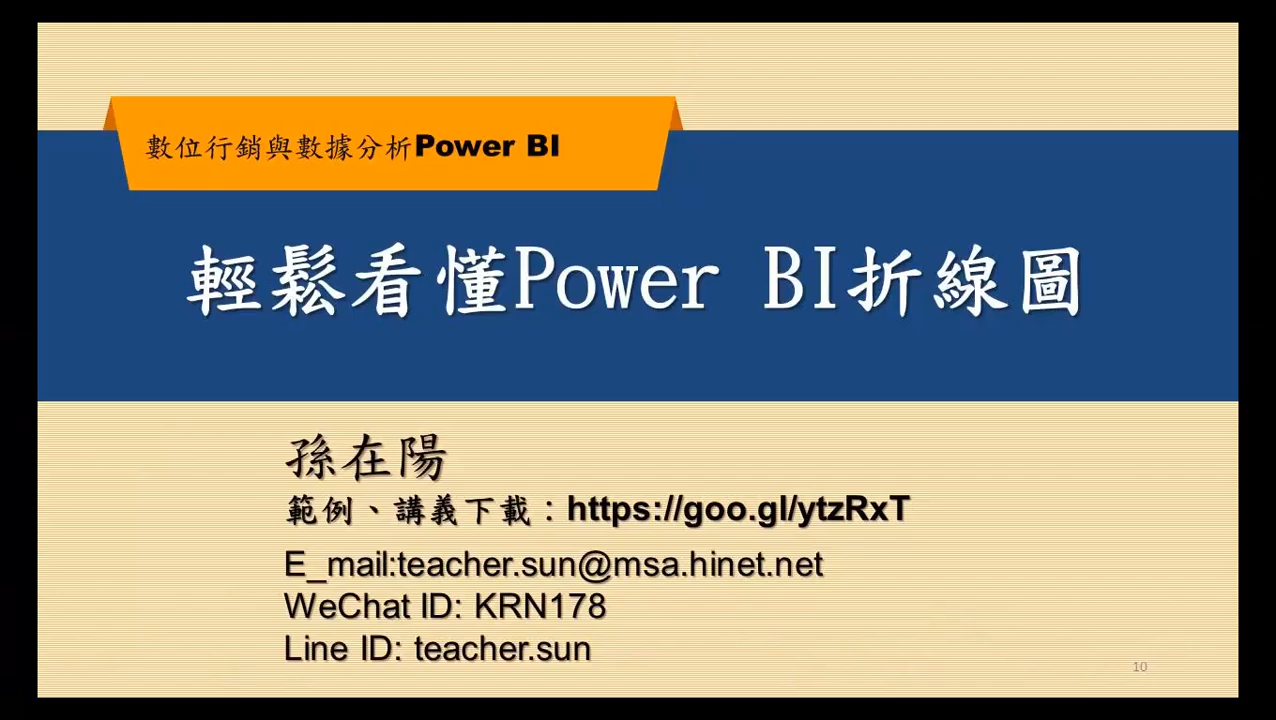 數位行銷與數據分析Power BI
輕鬆看懂Power BI折線圖
孫在陽
範例、講義下載：https://goo.gl/ytzRxT
E_mail:teacher.sun@msa.hinet.net
WeChat ID: KRN178
Line ID: teacher.sun
10